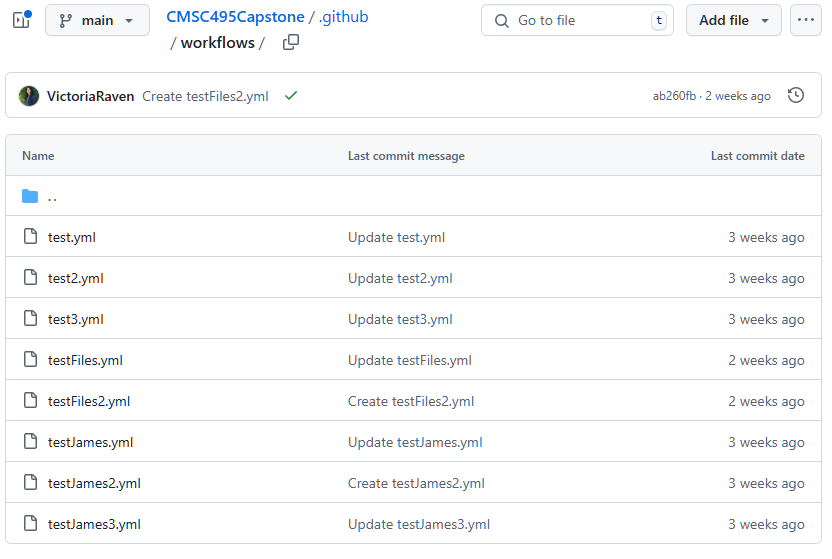 main CMSC495Capstone / .github Go to file t Add file
/ workflows /
VictoriaRaven Create testFiles2.yml ab260fb · 2 weeks ago
Name Last commit message Last commit date
..
test.yml Update test.yml 3 weeks ago
test2.yml Update test2.yml 3 weeks ago
test3.yml Update test3.yml 3 weeks ago
testFiles.yml Update testFiles.yml 2 weeks ago
testFiles2.yml Create testFiles2.yml 2 weeks ago
testJames.yml Update testJames.yml 3 weeks ago
testJames2.yml Create testJames2.yml 3 weeks ago
testJames3.yml Update testJames3.yml 3 weeks ago